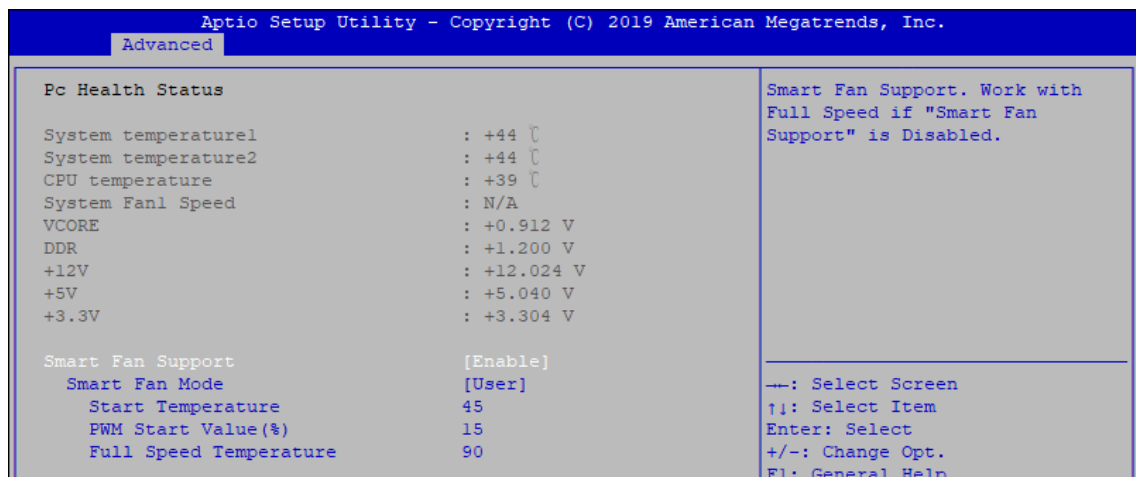 Aptio Setup Utility - Copyright (C) 2019 American Megatrends, Inc.
Advanced
Pc Health Status
System temperature1 : +44 ℃
System temperature2 : +44 ℃
CPU temperature : +39 ℃
System Fan1 Speed : N/A
VCORE : +0.912 V
DDR : +1.200 V
+12V : +12.024 V
+5V : +5.040 V
+3.3V : +3.304 V
Smart Fan Support [Enable]
Smart Fan Mode [User]
Start Temperature 45
PWM Start Value(%) 15
Full Speed Temperature 90
Smart Fan Support. Work with
Full Speed if "Smart Fan
Support" is Disabled.
→←: Select Screen
↑↓: Select Item
Enter: Select
+/-: Change Opt.
F1: General Help